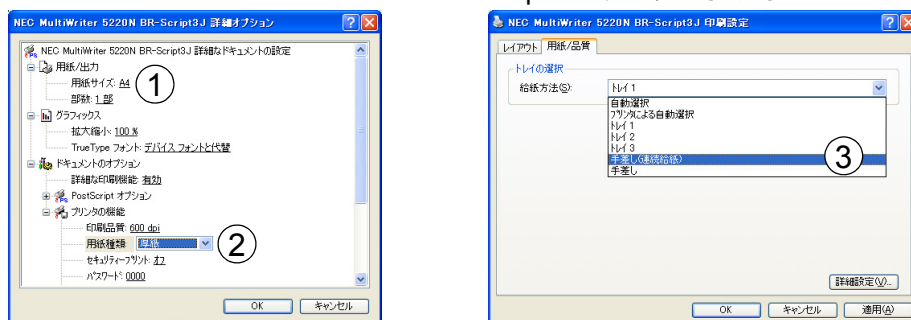 NEC MultiWriter 5220N BR-Script3J 詳細オプション
NEC MultiWriter 5220N BR-Script3J 詳細なドキュメントの設定
用紙/出力
用紙サイズ: A4
①
部数: 1 部
グラフィックス
拡大縮小: 100 %
TrueType フォント: デバイス フォントと代替
ドキュメントのオプション
詳細な印刷機能: 有効
PostScript オプション
プリンタの機能
印刷品質: 600 dpi
用紙種類: 厚紙
②
セキュリティープリント: オフ
パスワード: 0000
OK
キャンセル
NEC MultiWriter 5220N BR-Script3J 印刷設定
レイアウト
用紙/品質
トレイの選択
給紙方法(S):
トレイ 1
自動選択
プリンタによる自動選択
トレイ 1
トレイ 2
トレイ 3
手差し(連続給紙)
③
手差し
詳細設定(V)...
OK
キャンセル
適用(A)